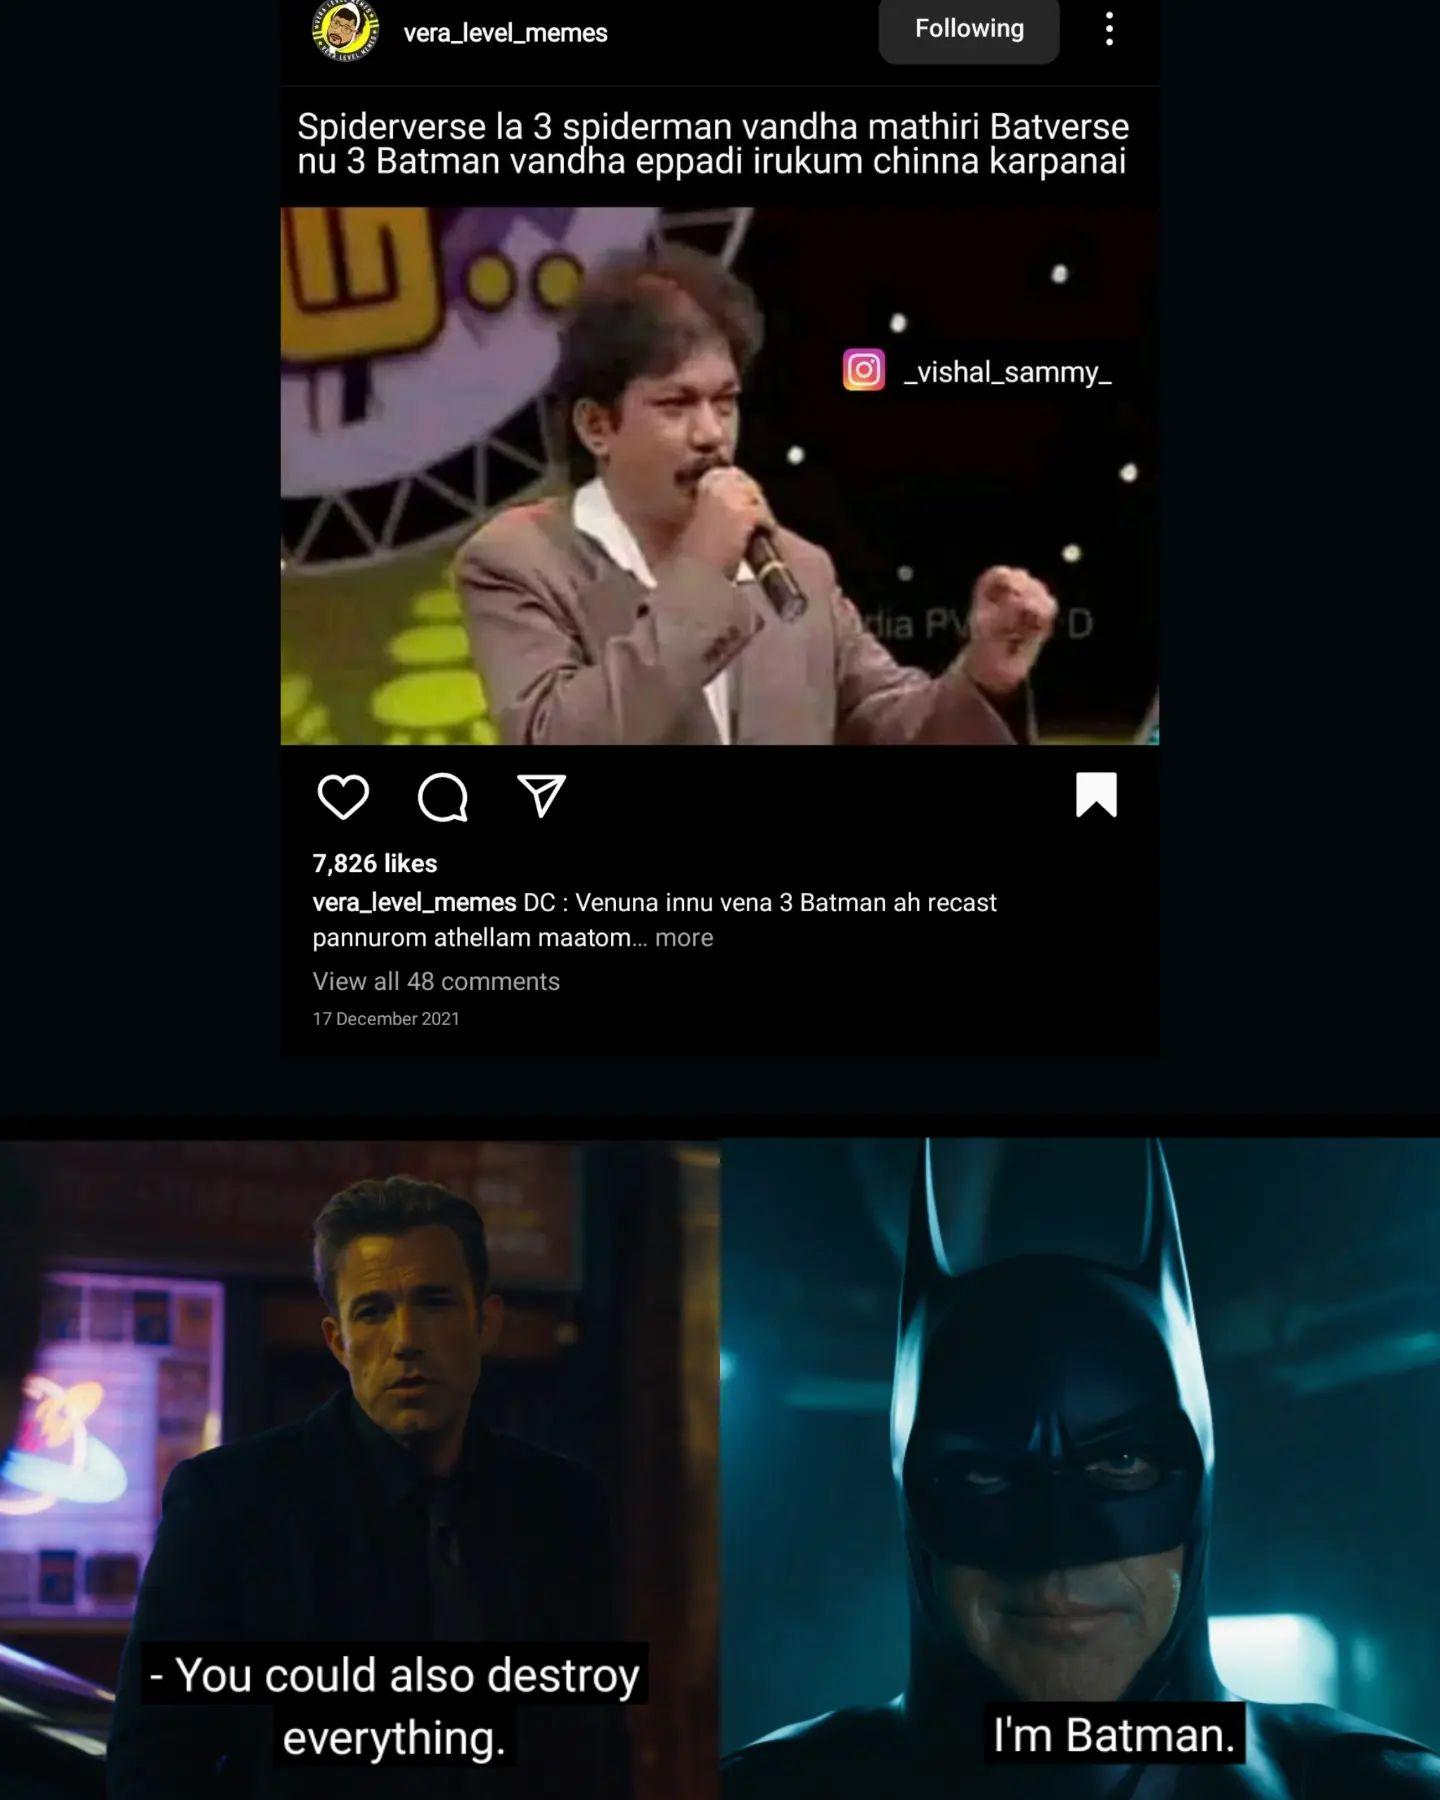 vera_level_memes
Following
Spiderverse la 3 spiderman vandha mathiri Batverse
nu 3 Batman vandha eppadi irukum chinna karpanai
_vishal_sammy_
7,826 likes
vera_level_memes DC : Venuna innu vena 3 Batman ah recast
pannurom athellam maatom... more
View all 48 comments
17 December 2021
- You could also destroy
everything.
I'm Batman.